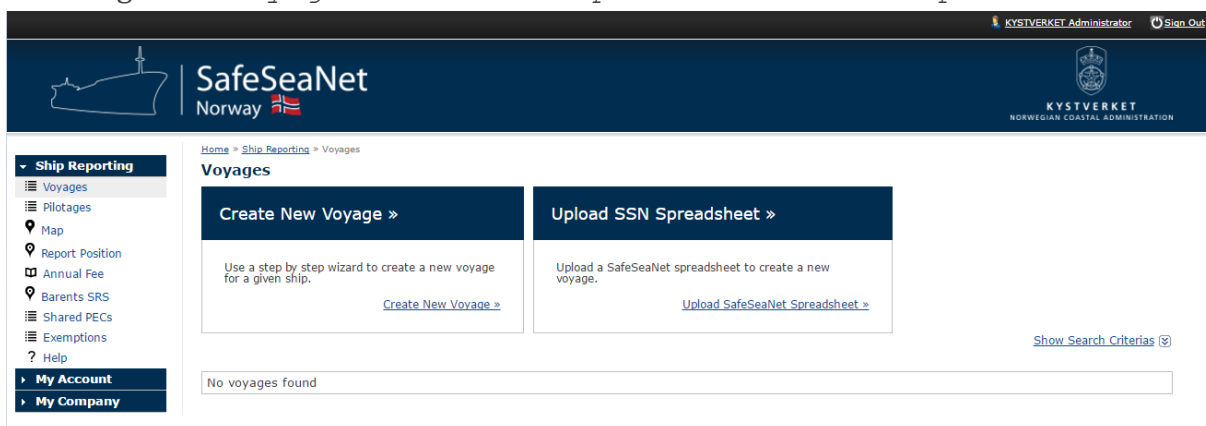 KYSTVERKET Administrator Sign Out
SafeSeaNet
Norway
KYSTVERKET
NORWEGIAN COASTAL ADMINISTRATION
Home » Ship Reporting » Voyages
Ship Reporting
Voyages
Pilotages
Map
Report Position
Annual Fee
Barents SRS
Shared PECs
Exemptions
? Help
My Account
My Company
Voyages
Create New Voyage »
Use a step by step wizard to create a new voyage
for a given ship.
Create New Voyage »
Upload SSN Spreadsheet »
Upload a SafeSeaNet spreadsheet to create a new
voyage.
Upload SafeSeaNet Spreadsheet »
Show Search Criterias
No voyages found